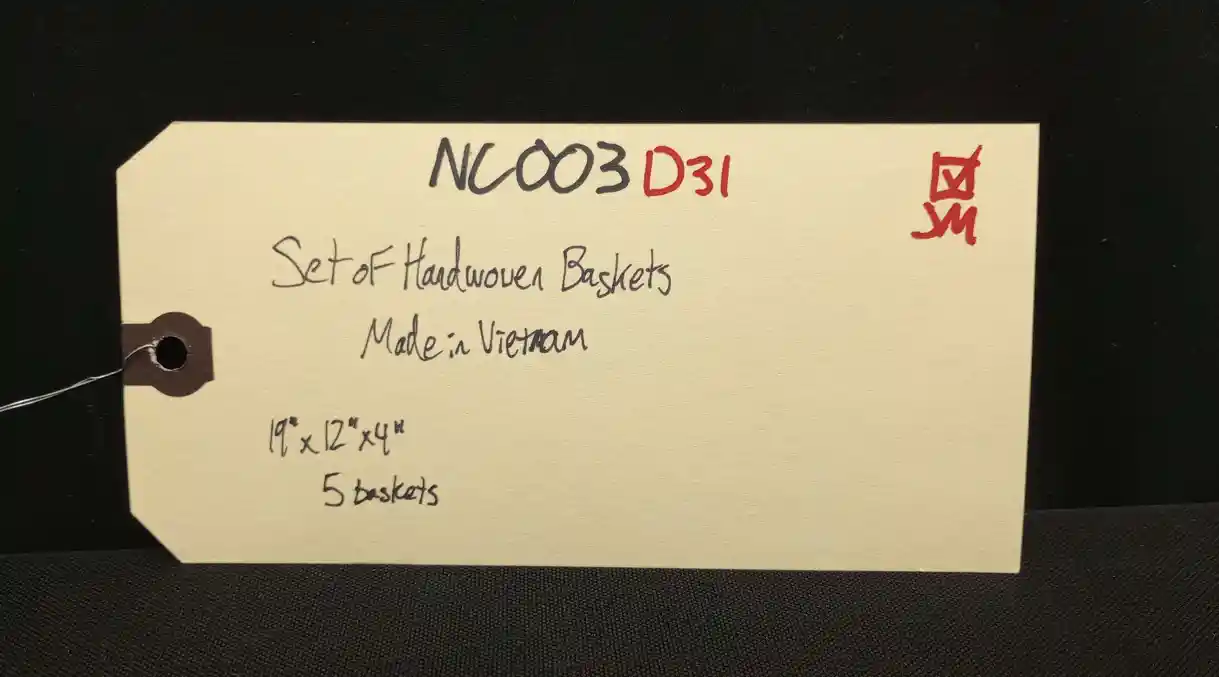 NC003 D31
☑
JM
Set of Handwoven Baskets
Made in Vietnam
19" x 12" x 4"
5 baskets